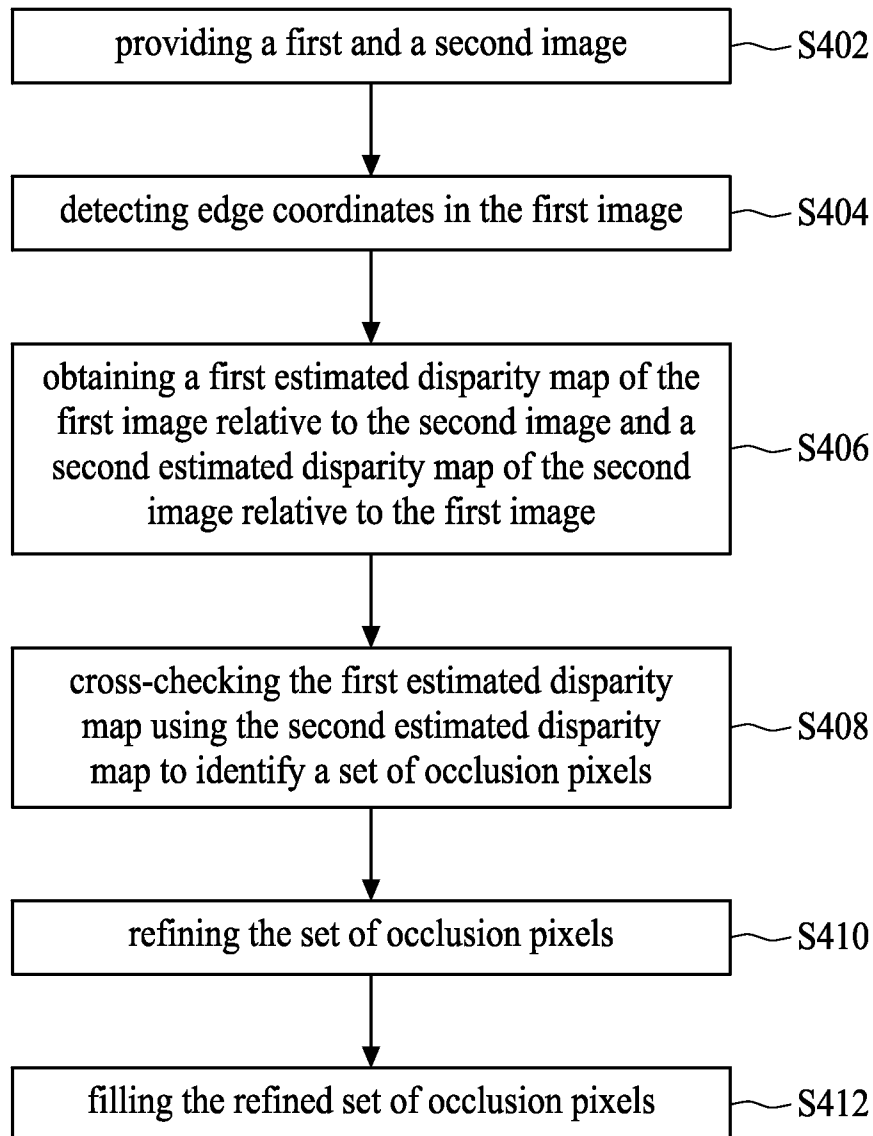 providing a first and a second image
S402
detecting edge coordinates in the first image
S404
obtaining a first estimated disparity map of the
first image relative to the second image and a
second estimated disparity map of the second
image relative to the first image
S406
cross-checking the first estimated disparity
map using the second estimated disparity
map to identify a set of occlusion pixels
S408
refining the set of occlusion pixels
S410
filling the refined set of occlusion pixels
S412